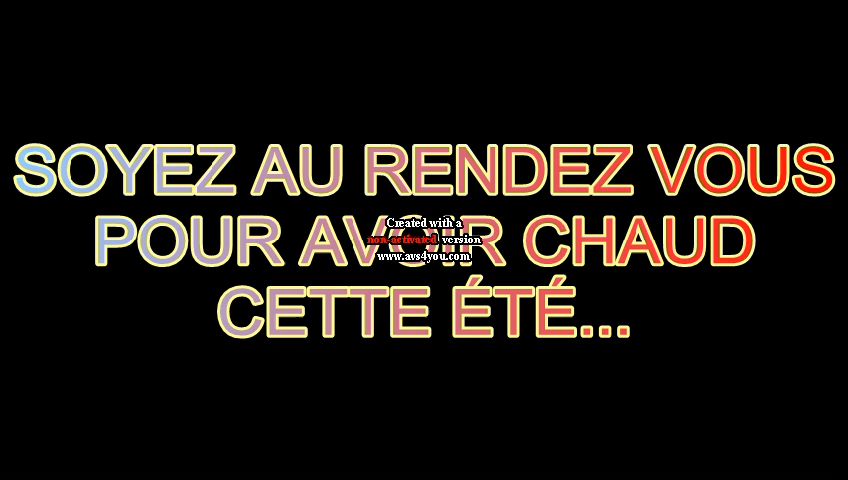 SOYEZ AU RENDEZ VOUS
POUR AVOIR CHAUD
CETTE ÉTÉ...
Created with a
non-activated version
www.avs4you.com